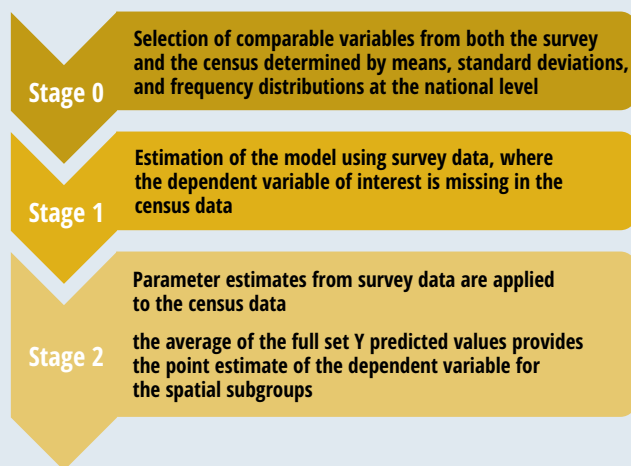 Stage 0
Selection of comparable variables from both the survey
and the census determined by means, standard deviations,
and frequency distributions at the national level
Stage 1
Estimation of the model using survey data, where
the dependent variable of interest is missing in the
census data
Stage 2
Parameter estimates from survey data are applied
to the census data
the average of the full set Y predicted values provides
the point estimate of the dependent variable for
the spatial subgroups